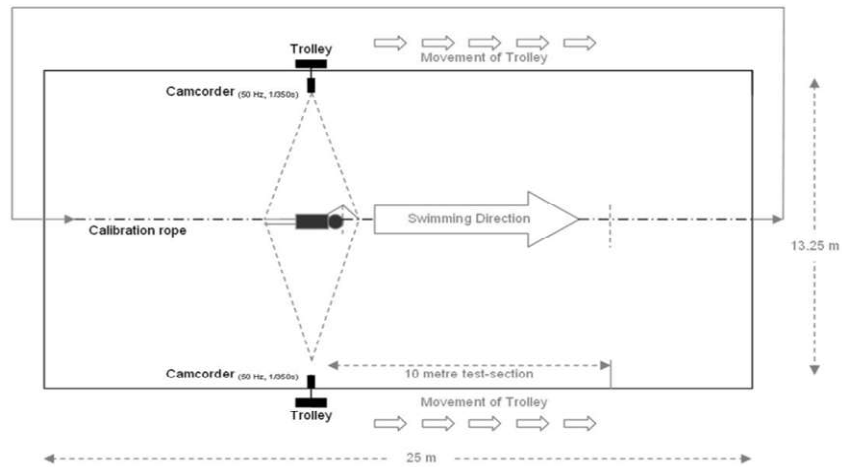 Trolley
Movement of Trolley
Camcorder (50 Hz, 1/350s)
Swimming Direction
Calibration rope
13.25 m
Camcorder (50 Hz, 1/350s)
10 metre test-section
Movement of Trolley
Trolley
25 m